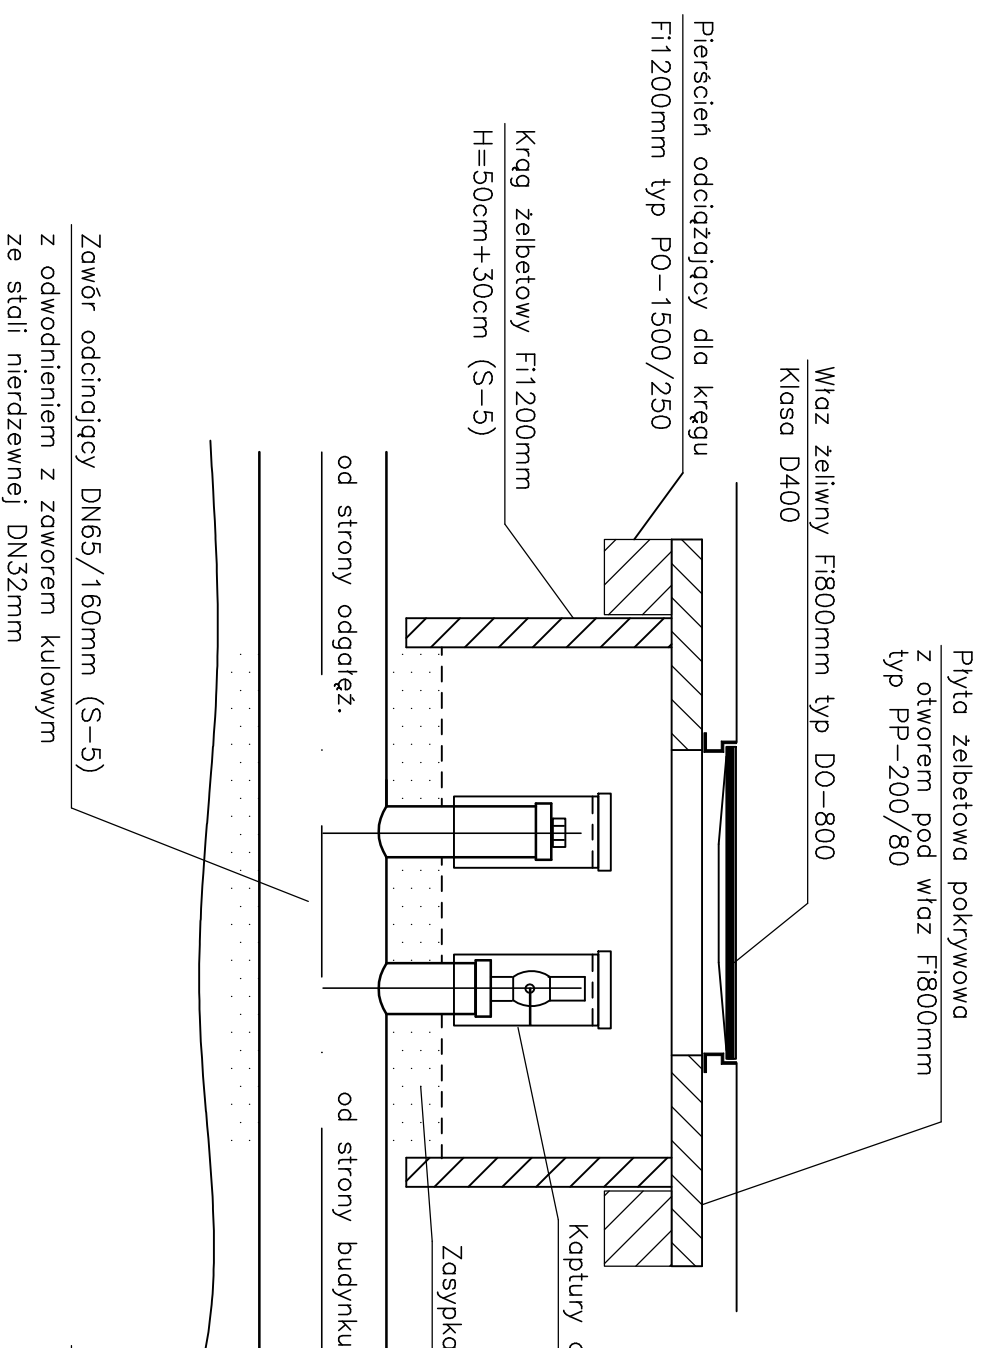 Płyta żelbetowa pokrywowa
z otworem pod właz Fi800mm
typ PP-200/80
Właz żeliwny Fi800mm typ DO-800
Klasa D400
Pierścień odciążający dla kręgu
Fi1200mm typ PO-1500/250
Krąg żelbetowy Fi1200mm
H=50cm+30cm (S-5)
Kaptury
Zasypka
od strony odgałęź.
od strony budynku
Zawór odcinający DN65/160mm (S-5)
z odwodnieniem z zaworem kulowym
ze stali nierdzewnej DN32mm